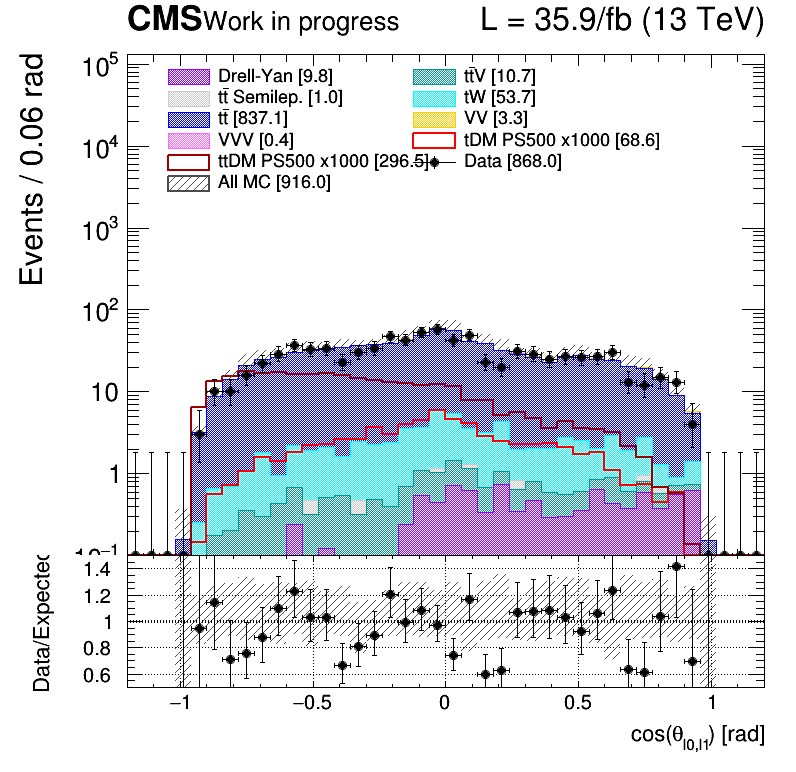 CMS Work in progress L = 35.9/fb (13 TeV)
Events / 0.06 rad
10⁵
10⁴
10³
10²
10
1
10⁻¹
Drell-Yan [9.8]
tt̄V [10.7]
tt̄ Semilep. [1.0]
tW [53.7]
tt̄ [837.1]
VV [3.3]
VVV [0.4]
tDM PS500 x1000 [68.6]
ttDM PS500 x1000 [296.5]
Data [868.0]
All MC [916.0]
Data/Expected
1.4
1.2
1
0.8
0.6
−1 −0.5 0 0.5 1
cos(θ_l0,l1) [rad]